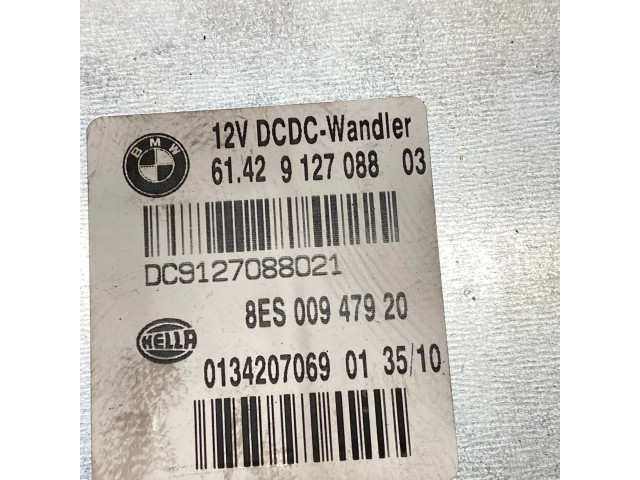 BMW
12V DCDC-Wandler
61.42 9 127 088 03
DC9127088021
8ES 009 479 20
HELLA
0134207069 01 35/10